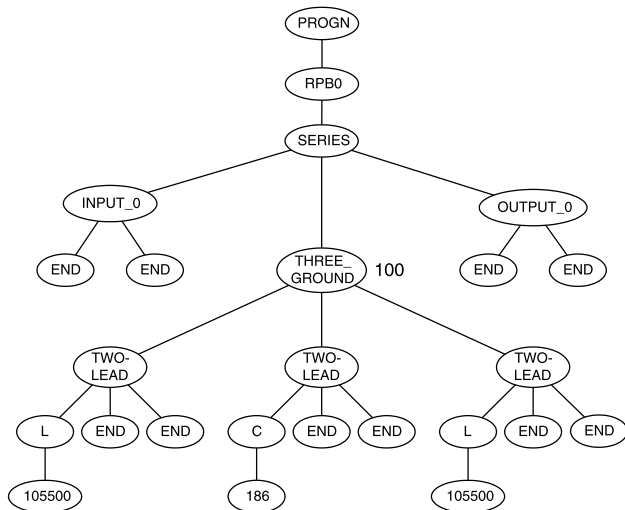 PROGN
RPB0
SERIES
INPUT_0
OUTPUT_0
END
END
END
END
THREE_
GROUND
100
TWO-
LEAD
TWO-
LEAD
TWO-
LEAD
L
END
END
C
END
END
L
END
END
105500
186
105500